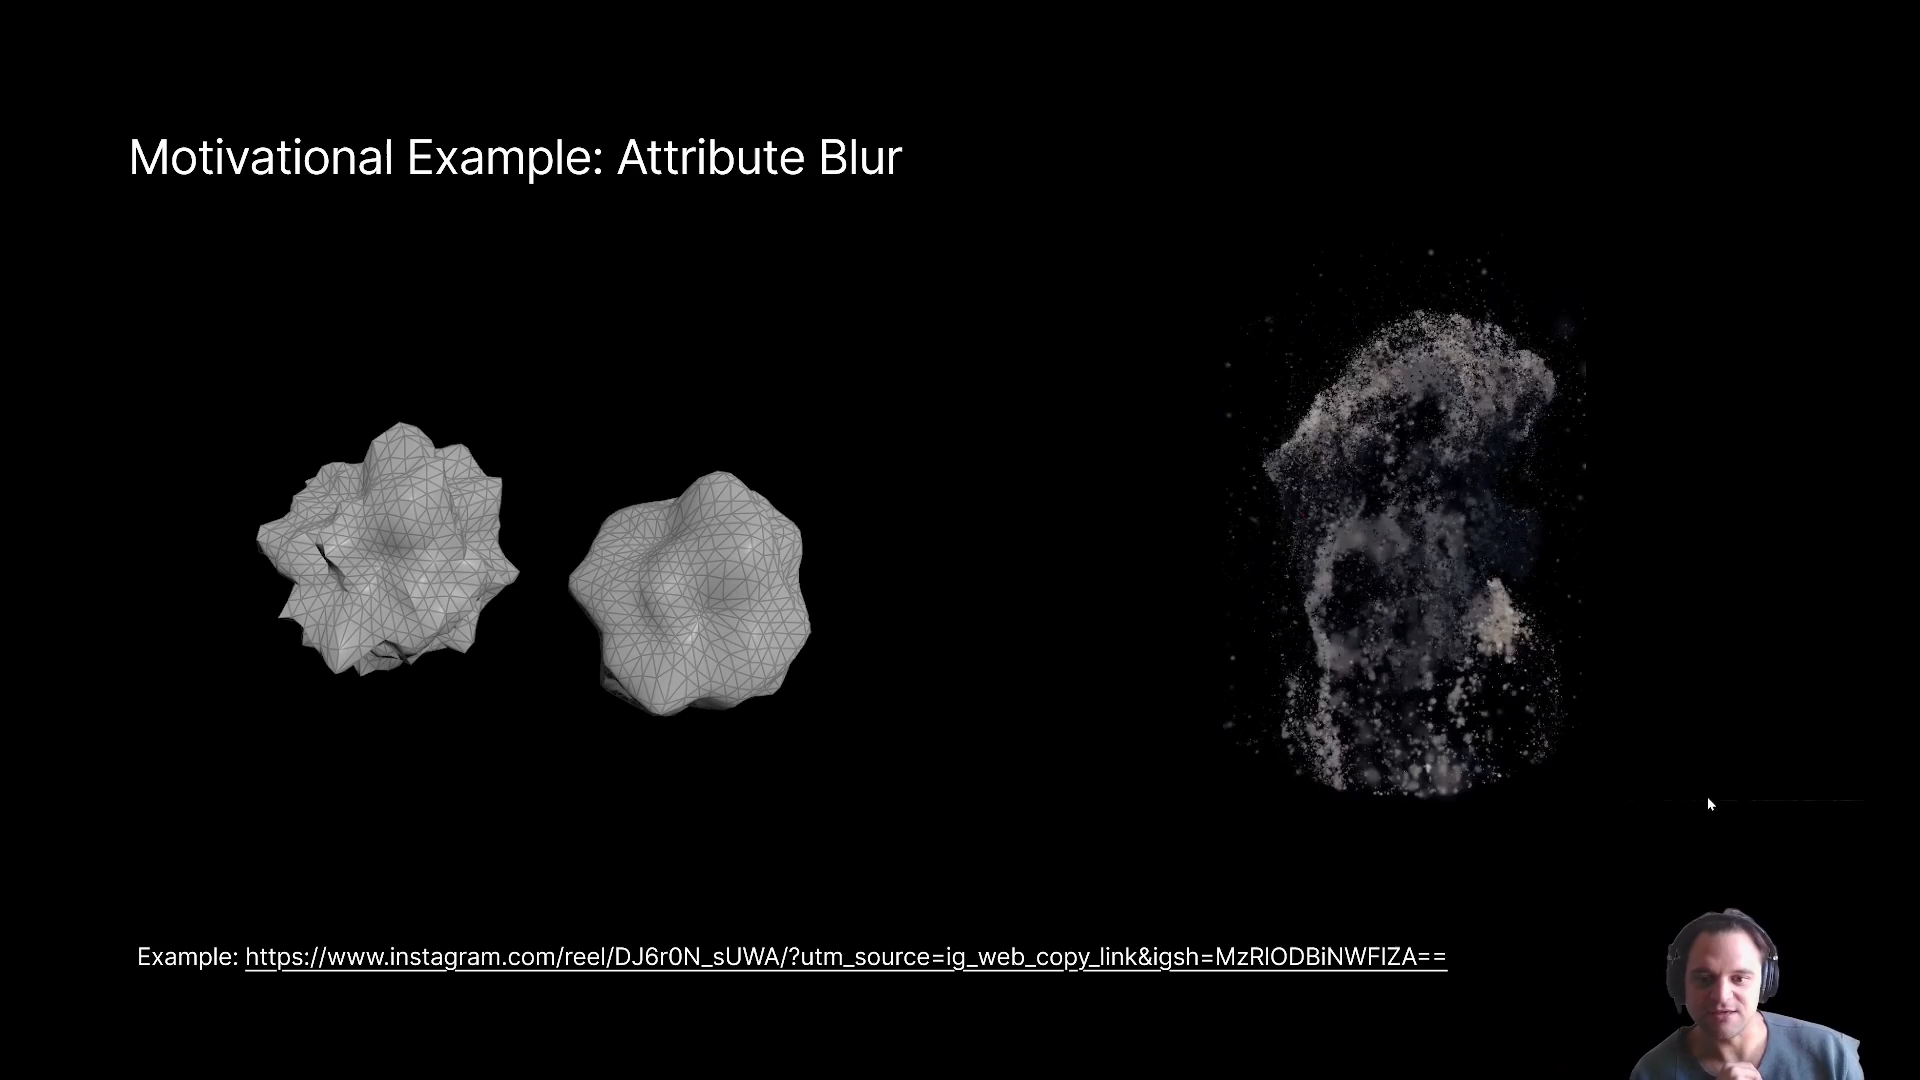 Motivational Example: Attribute Blur
Example: https://www.instagram.com/reel/DJ6r0N_sUWA/?utm_source=ig_web_copy_link&igsh=MzRlODBiNWFlZA==